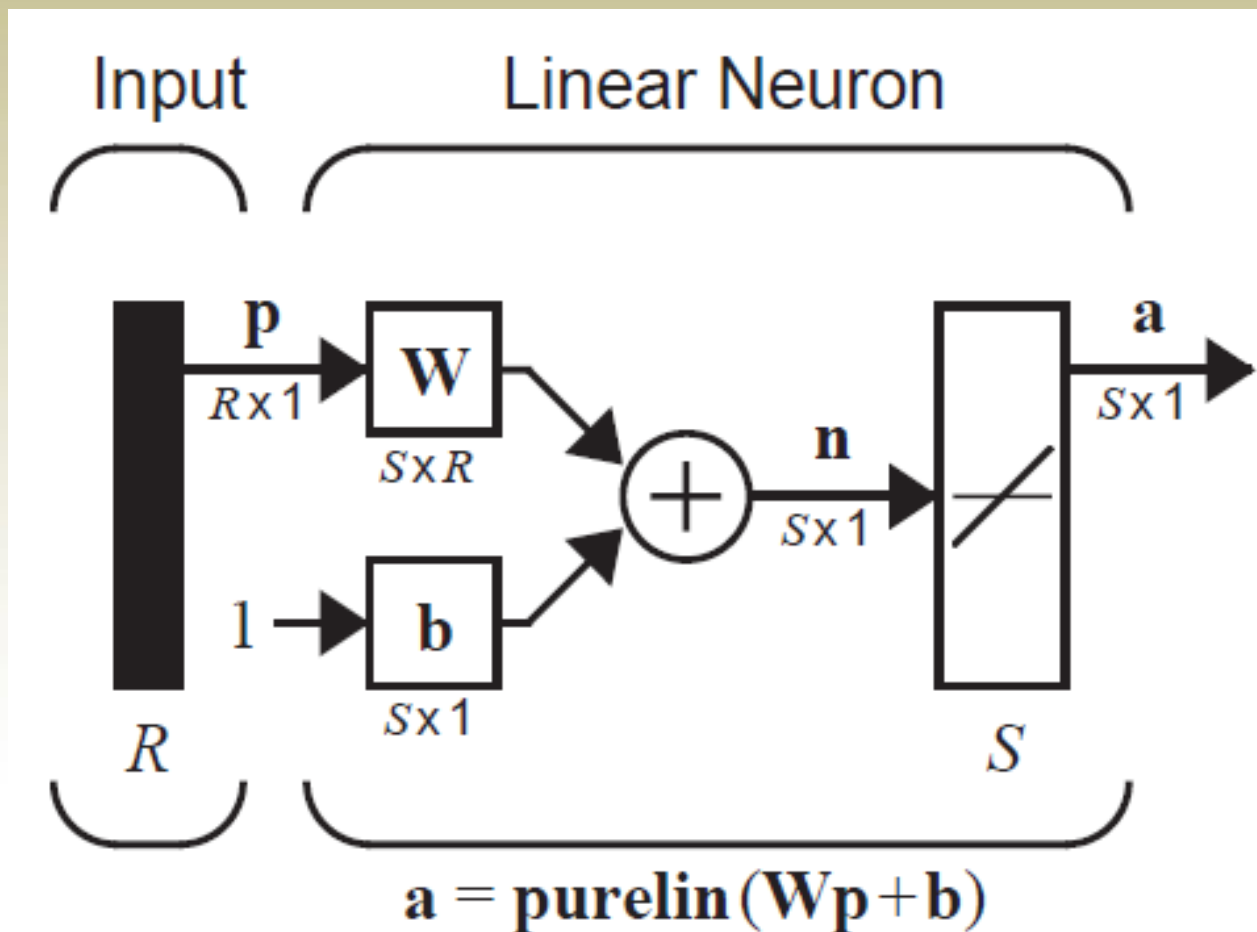 Input Linear Neuron
p a
R x 1 W n S x 1
S x R S x 1
+
1 b
S x 1
R S
a = purelin (Wp + b)